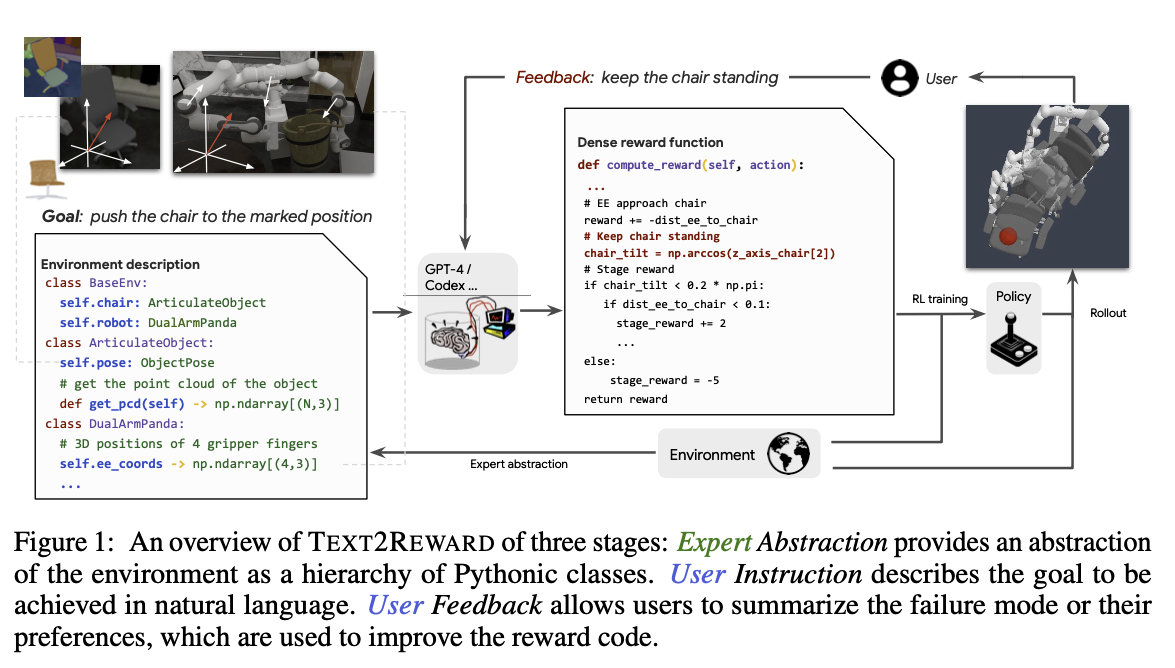 Feedback: keep the chair standing
User
Goal: push the chair to the marked position
Environment description
class BaseEnv:
self.chair: ArticulateObject
self.robot: DualArmPanda
class ArticulateObject:
self.pose: ObjectPose
# get the point cloud of the object
def get_pcd(self) -> np.ndarray[(N,3)]
class DualArmPanda:
# 3D positions of 4 gripper fingers
self.ee_coords -> np.ndarray[(4,3)]
...
GPT-4 /
Codex ...
Dense reward function
def compute_reward(self, action):
...
# EE approach chair
reward += -dist_ee_to_chair
# Keep chair standing
chair_tilt = np.arccos(z_axis_chair[2])
# Stage reward
if chair_tilt < 0.2 * np.pi:
if dist_ee_to_chair < 0.1:
stage_reward += 2
...
else:
stage_reward = -5
return reward
RL training
Policy
Rollout
Environment
Expert abstraction
Figure 1: An overview of TEXT2REWARD of three stages: Expert Abstraction provides an abstraction
of the environment as a hierarchy of Pythonic classes. User Instruction describes the goal to be
achieved in natural language. User Feedback allows users to summarize the failure mode or their
preferences, which are used to improve the reward code.